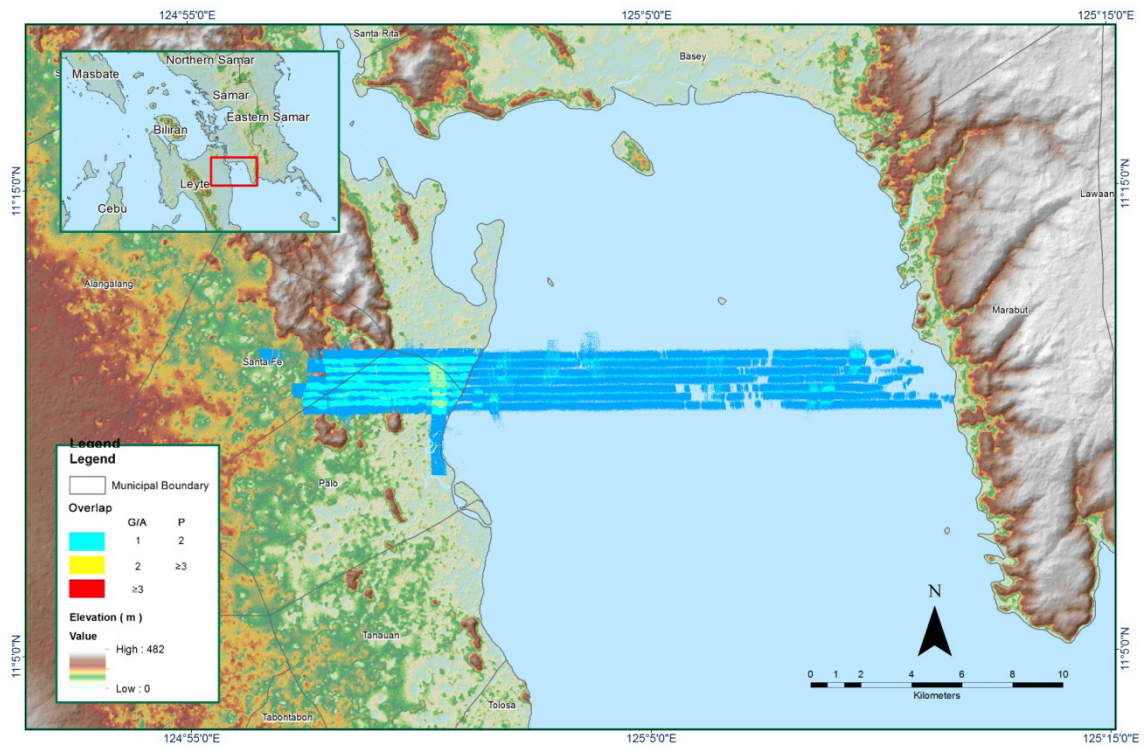 124°55'0"E
125°5'0"E
125°15'0"E
Santa Rita
Basey
Northern Samar
Masbate
Samar
Eastern Samar
Biliran
Leyte
Cebu
11°15'0"N
11°15'0"N
Lawaan
Alangalang
Marabut
Santa Fe
Legend
Legend
Municipal Boundary
Overlap
G/A P
1 2
2 ≥3
≥3
Elevation ( m )
Value
High : 482
Low : 0
Palo
Tanauan
Tabontabon
Tolosa
N
0 1 2 4 6 8 10
Kilometers
11°5'0"N
11°5'0"N
124°55'0"E
125°5'0"E
125°15'0"E